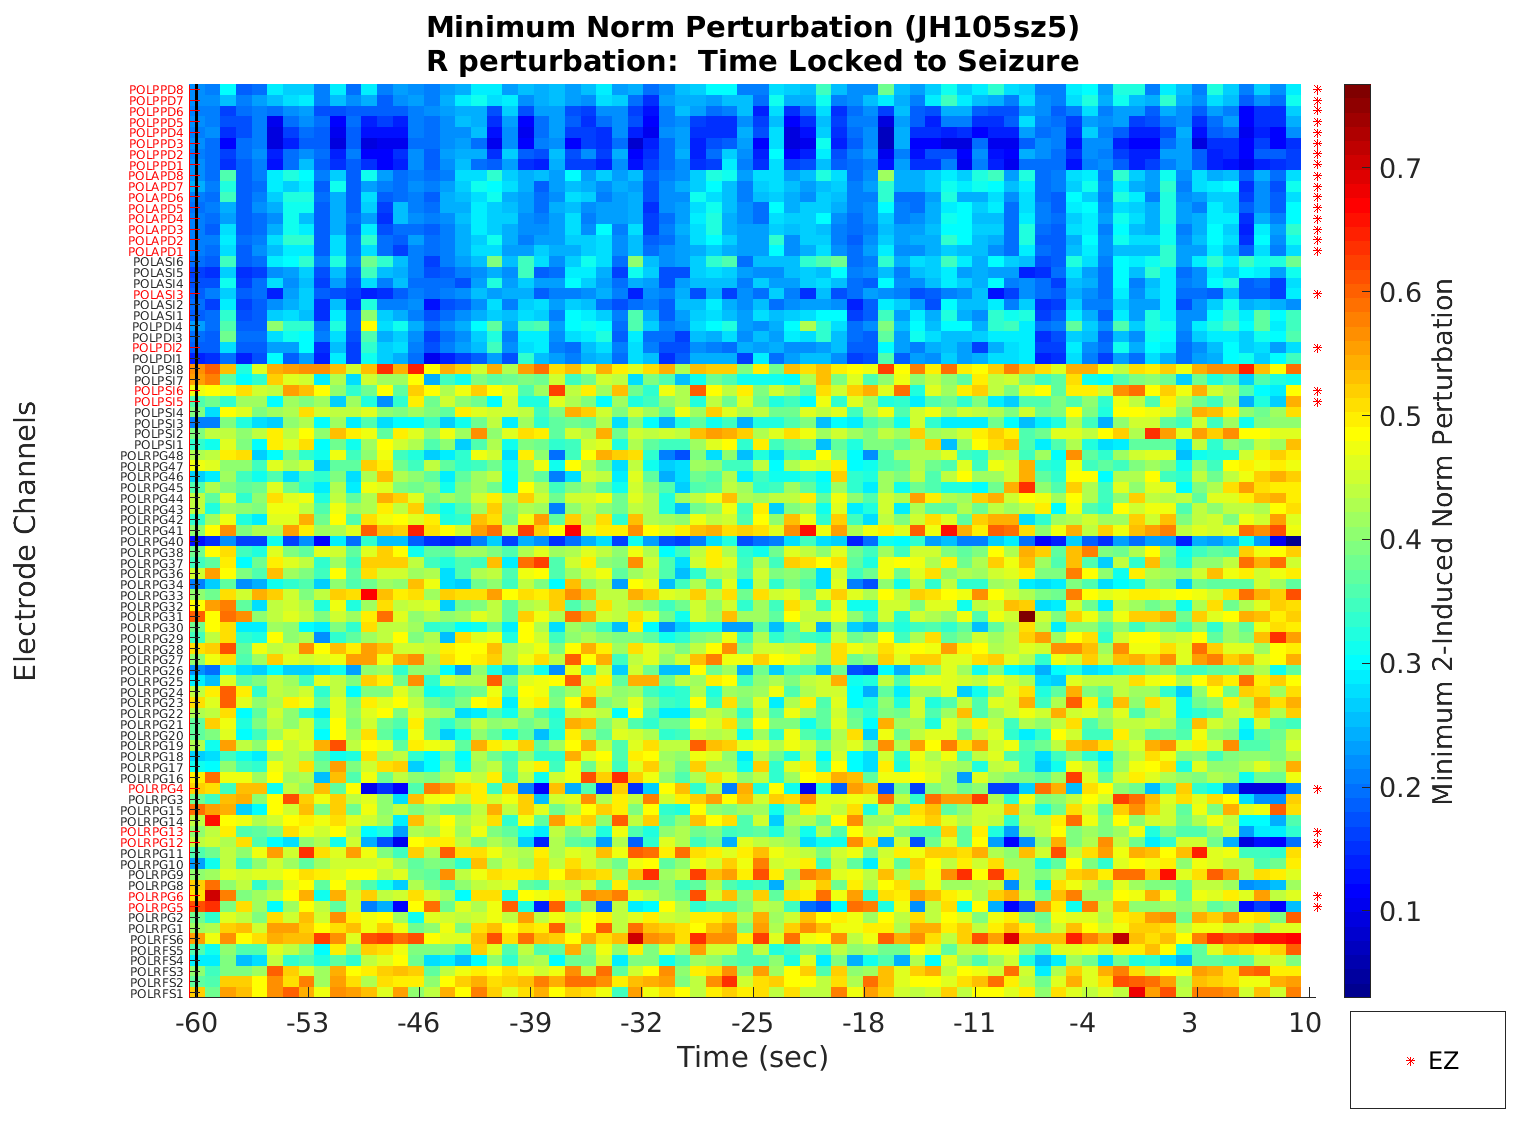 Minimum Norm Perturbation (JH105sz5)
R perturbation:  Time Locked to Seizure
Electrode Channels
POLPPD8
POLPPD7
POLPPD6
POLPPD5
POLPPD4
POLPPD3
POLPPD2
POLPPD1
POLAPD8
POLAPD7
POLAPD6
POLAPD5
POLAPD4
POLAPD3
POLAPD2
POLAPD1
POLASI6
POLASI5
POLASI4
POLASI3
POLASI2
POLASI1
POLPDI4
POLPDI3
POLPDI2
POLPDI1
POLPSI8
POLPSI7
POLPSI6
POLPSI5
POLPSI4
POLPSI3
POLPSI2
POLPSI1
POLRPG48
POLRPG47
POLRPG46
POLRPG45
POLRPG44
POLRPG43
POLRPG42
POLRPG41
POLRPG40
POLRPG38
POLRPG37
POLRPG36
POLRPG34
POLRPG33
POLRPG32
POLRPG31
POLRPG30
POLRPG29
POLRPG28
POLRPG27
POLRPG26
POLRPG25
POLRPG24
POLRPG23
POLRPG22
POLRPG21
POLRPG20
POLRPG19
POLRPG18
POLRPG17
POLRPG16
POLRPG4
POLRPG3
POLRPG15
POLRPG14
POLRPG13
POLRPG12
POLRPG11
POLRPG10
POLRPG9
POLRPG8
POLRPG6
POLRPG5
POLRPG2
POLRPG1
POLRFS6
POLRFS5
POLRFS4
POLRFS3
POLRFS2
POLRFS1
-60 -53 -46 -39 -32 -25 -18 -11 -4 3 10
Time (sec)
0.7
0.6
0.5
0.4
0.3
0.2
0.1
Minimum 2-Induced Norm Perturbation
EZ